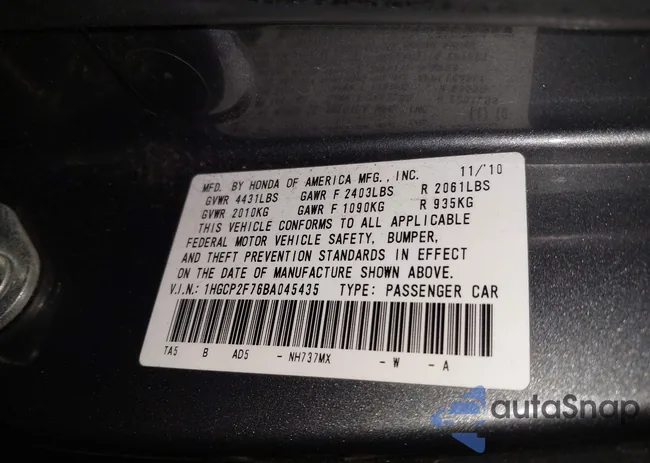 MFD. BY HONDA OF AMERICA MFG., INC. 11/'10
GVWR 4431LBS GAWR F 2403LBS R 2061LBS
GVWR 2010KG GAWR F 1090KG R 935KG
THIS VEHICLE CONFORMS TO ALL APPLICABLE
FEDERAL MOTOR VEHICLE SAFETY, BUMPER,
AND THEFT PREVENTION STANDARDS IN EFFECT
ON THE DATE OF MANUFACTURE SHOWN ABOVE.
V.I.N.: 1HGCP2F76BA045435 TYPE: PASSENGER CAR
TA5 B AD5 - NH737MX - W - A
autaSnap